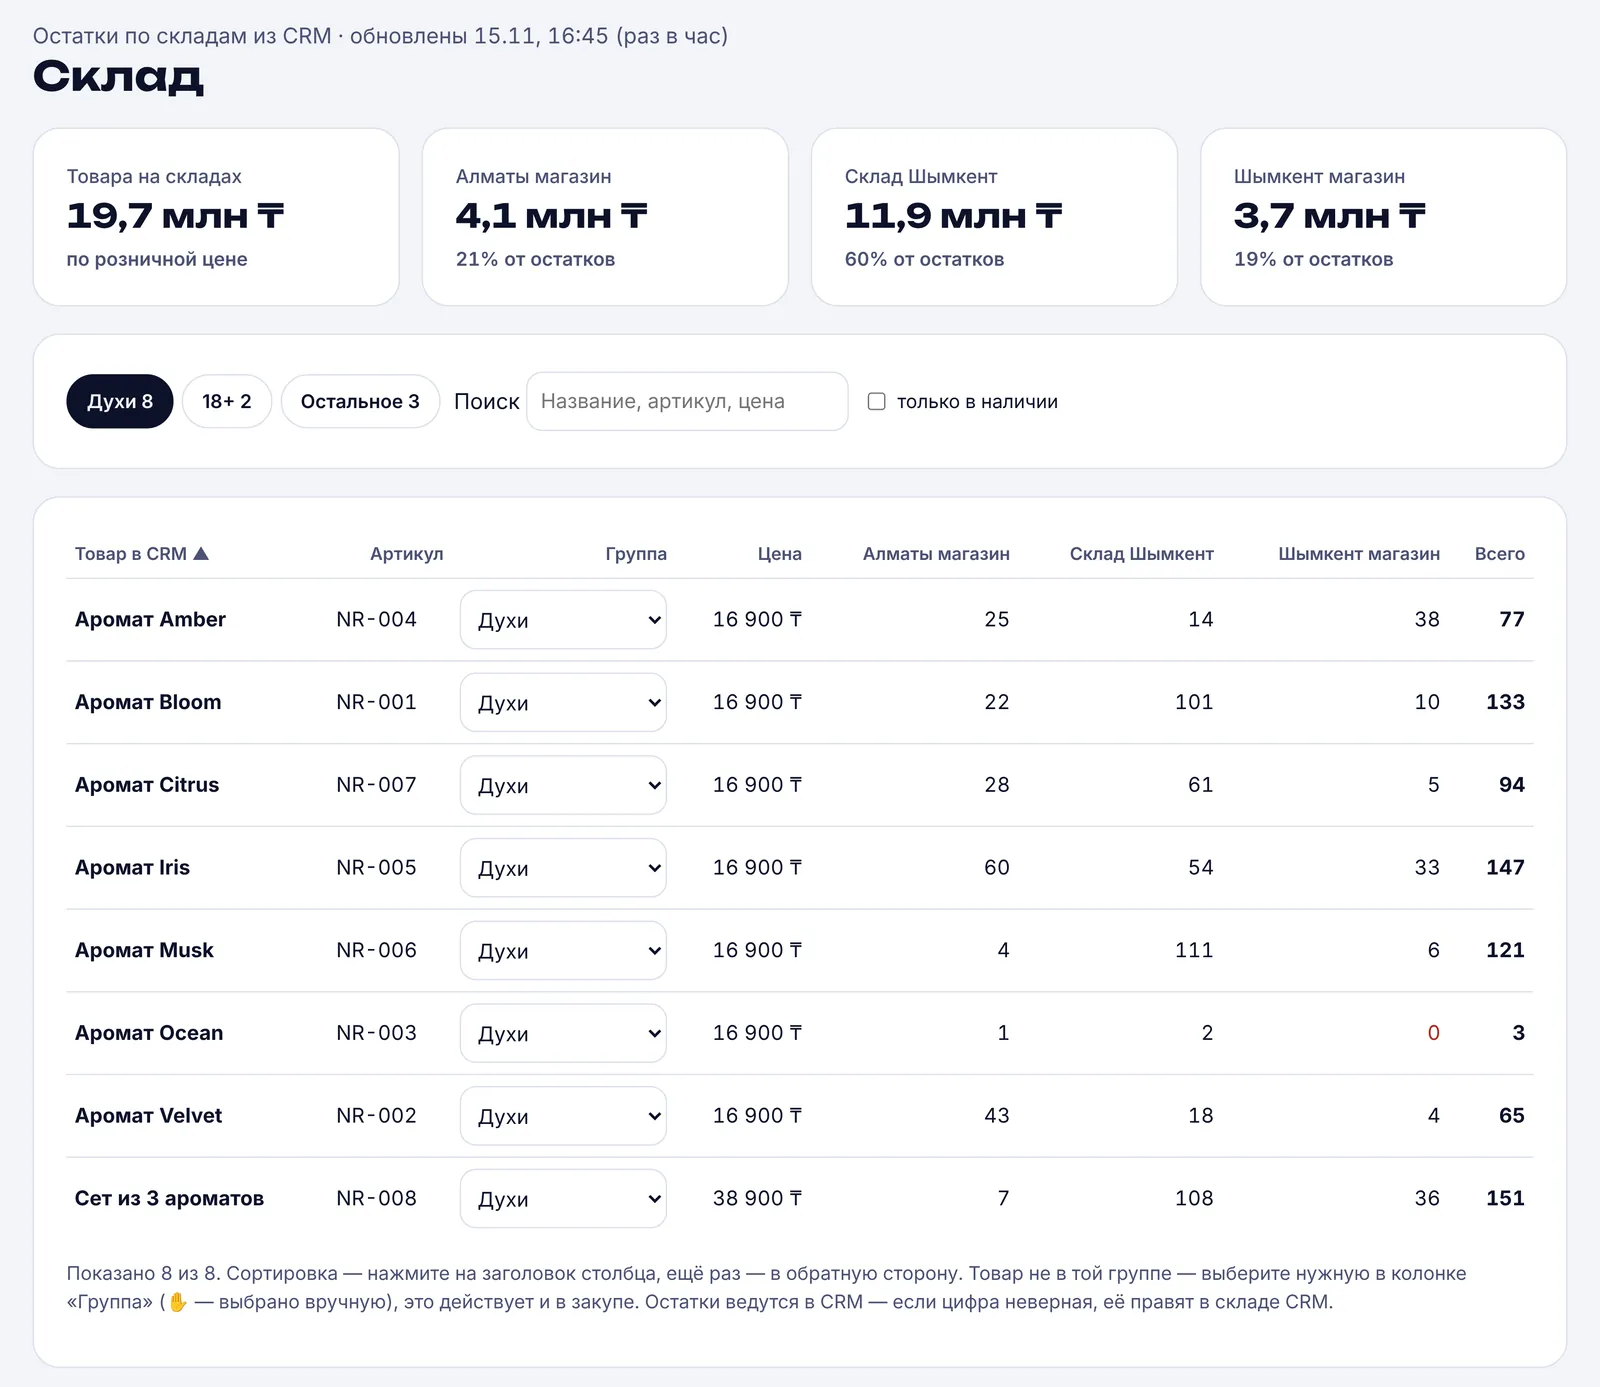 Остатки по складам из CRM · обновлены 15.11, 16:45 (раз в час)
Склад
Товара на складах
19,7 млн ₸
по розничной цене
Алматы магазин
4,1 млн ₸
21% от остатков
Склад Шымкент
11,9 млн ₸
60% от остатков
Шымкент магазин
3,7 млн ₸
19% от остатков
Духи 8 18+ 2 Остальное 3 Поиск Название, артикул, цена только в наличии
Товар в CRM ▲ Артикул Группа Цена Алматы магазин Склад Шымкент Шымкент магазин Всего
Аромат Amber NR-004 Духи 16 900 ₸ 25 14 38 77
Аромат Bloom NR-001 Духи 16 900 ₸ 22 101 10 133
Аромат Citrus NR-007 Духи 16 900 ₸ 28 61 5 94
Аромат Iris NR-005 Духи 16 900 ₸ 60 54 33 147
Аромат Musk NR-006 Духи 16 900 ₸ 4 111 6 121
Аромат Ocean NR-003 Духи 16 900 ₸ 1 2 0 3
Аромат Velvet NR-002 Духи 16 900 ₸ 43 18 4 65
Сет из 3 ароматов NR-008 Духи 38 900 ₸ 7 108 36 151
Показано 8 из 8. Сортировка — нажмите на заголовок столбца, ещё раз — в обратную сторону. Товар не в той группе — выберите нужную в колонке
«Группа» (✋ — выбрано вручную), это действует и в закупе. Остатки ведутся в CRM — если цифра неверная, её правят в складе CRM.